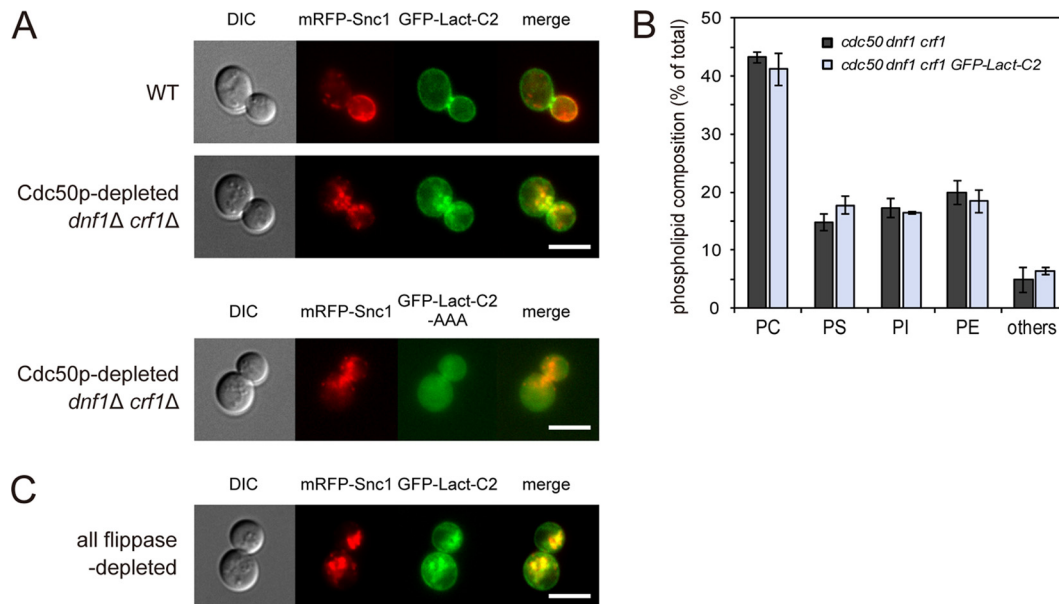 A
DIC mRFP-Snc1 GFP-Lact-C2 merge
WT
Cdc50p-depleted
dnf1Δ crf1Δ
DIC mRFP-Snc1 GFP-Lact-C2
-AAA merge
Cdc50p-depleted
dnf1Δ crf1Δ
C
DIC mRFP-Snc1 GFP-Lact-C2 merge
all flippase
-depleted
B
phospholipid composition (% of total)
50
40
30
20
10
0
cdc50 dnf1 crf1
cdc50 dnf1 crf1 GFP-Lact-C2
PC PS PI PE others